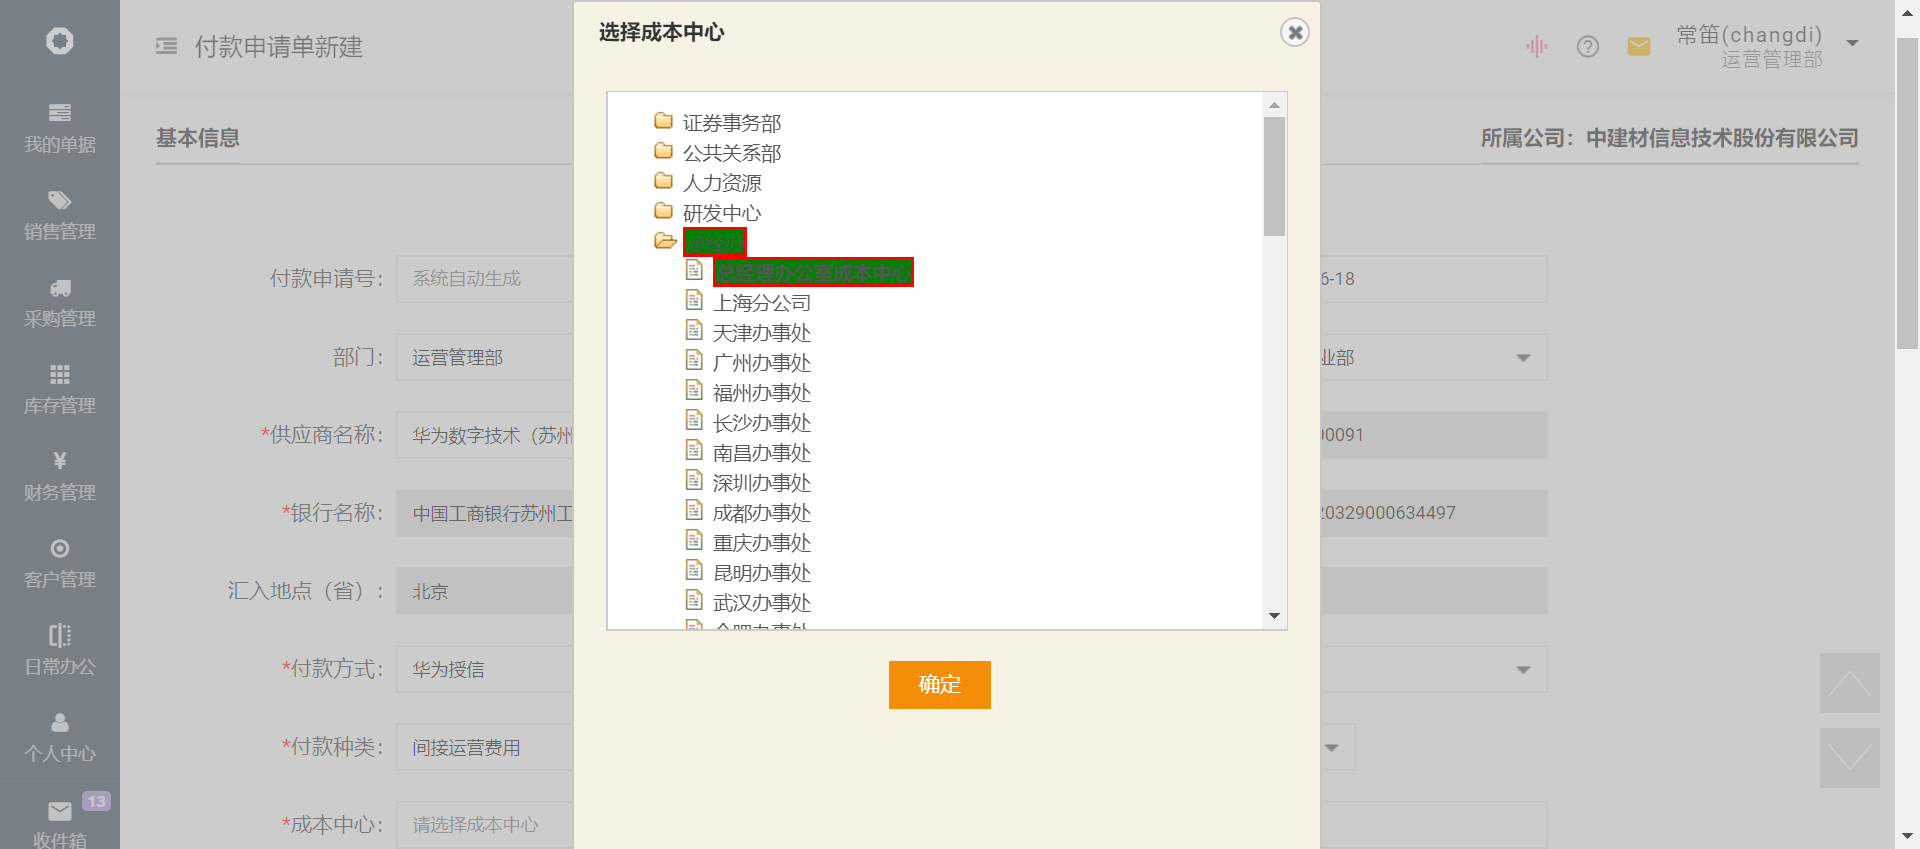 选择成本中心
付款申请单新建
常笛(changdi)
运营管理部
我的单据
销售管理
采购管理
库存管理
财务管理
客户管理
日常办公
个人中心
13
收件箱
基本信息
所属公司：中建材信息技术股份有限公司
证券事务部
公共关系部
人力资源
研发中心
总经办
总经理办公室成本中心
上海分公司
天津办事处
广州办事处
福州办事处
长沙办事处
南昌办事处
深圳办事处
成都办事处
重庆办事处
昆明办事处
武汉办事处
合肥办事处
确定
付款申请号：
系统自动生成
6-18
部门：
运营管理部
业部
*供应商名称：
华为数字技术（苏州
00091
*银行名称：
中国工商银行苏州工
20329000634497
汇入地点（省）：
北京
*付款方式：
华为授信
*付款种类：
间接运营费用
*成本中心：
请选择成本中心